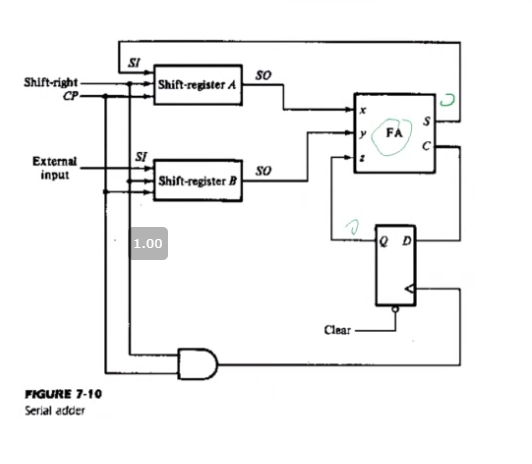 SI
Shift-right
CP
Shift-register A
SO
x
S
y
FA
z
C
External
input
SI
Shift-register B
SO
1.00
Q D
Clear
FIGURE 7-10
Serial adder